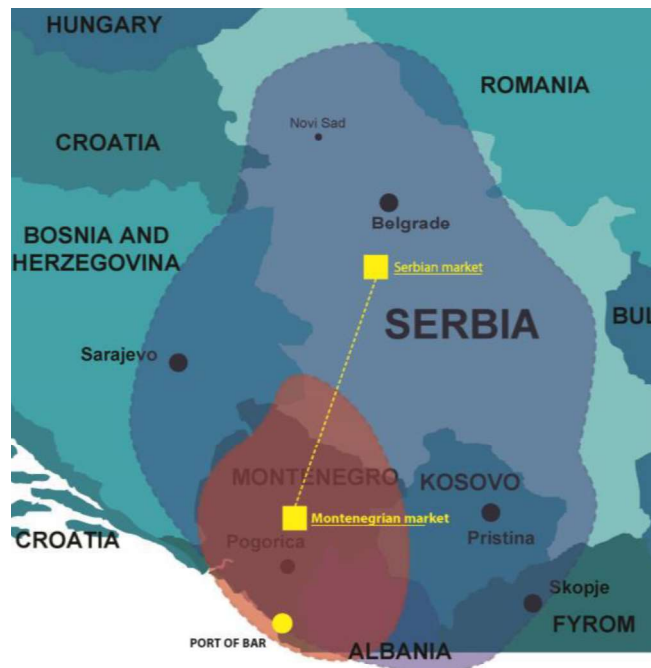 HUNGARY
ROMANIA
Novi Sad
CROATIA
Belgrade
BOSNIA AND
HERZEGOVINA
Serbian market
SERBIA
BUL
Sarajevo
MONTENEGRO
KOSOVO
Montenegrian market
CROATIA
Pogorica
Pristina
Skopje
FYROM
PORT OF BAR
ALBANIA